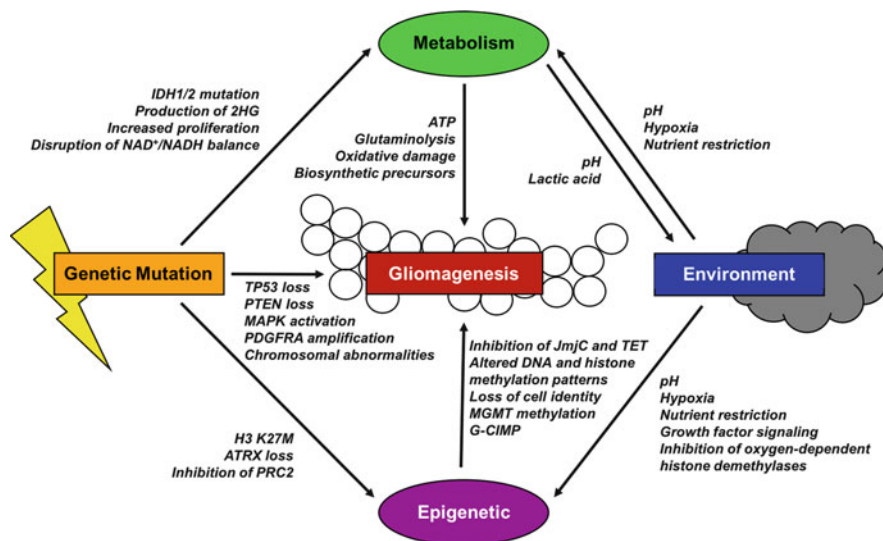 Metabolism
IDH1/2 mutation
Production of 2HG
Increased proliferation
Disruption of NAD⁺/NADH balance
ATP
Glutaminolysis
Oxidative damage
Biosynthetic precursors
pH
Lactic acid
pH
Hypoxia
Nutrient restriction
Genetic Mutation
Gliomagenesis
Environment
TP53 loss
PTEN loss
MAPK activation
PDGFRA amplification
Chromosomal abnormalities
Inhibition of JmjC and TET
Altered DNA and histone
methylation patterns
Loss of cell identity
MGMT methylation
G-CIMP
pH
Hypoxia
Nutrient restriction
Growth factor signaling
Inhibition of oxygen-dependent
histone demethylases
H3 K27M
ATRX loss
Inhibition of PRC2
Epigenetic